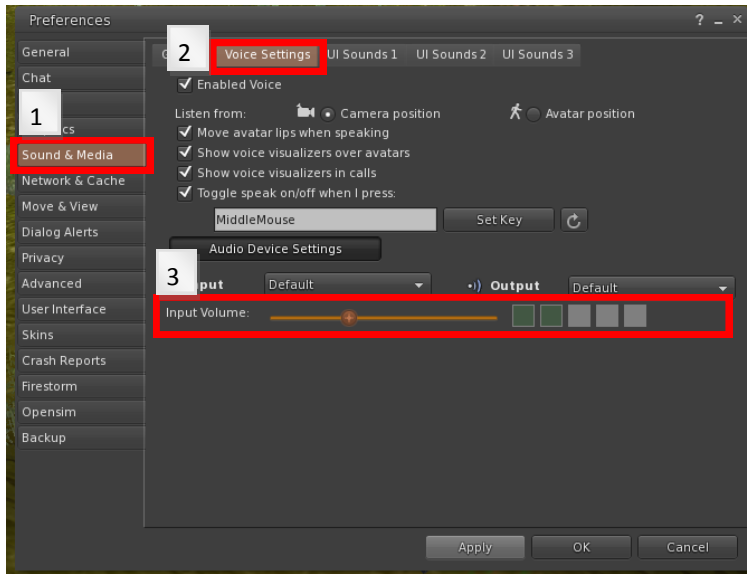 Preferences
? _ ×
General
Chat
1
cs
Sound & Media
Network & Cache
Move & View
Dialog Alerts
Privacy
Advanced
User Interface
Skins
Crash Reports
Firestorm
Opensim
Backup
2
Voice Settings
UI Sounds 1
UI Sounds 2
UI Sounds 3
Enabled Voice
Listen from:
Camera position
Avatar position
Move avatar lips when speaking
Show voice visualizers over avatars
Show voice visualizers in calls
Toggle speak on/off when I press:
MiddleMouse
Set Key
Audio Device Settings
3
put
Default
Output
Default
Input Volume:
Apply
OK
Cancel